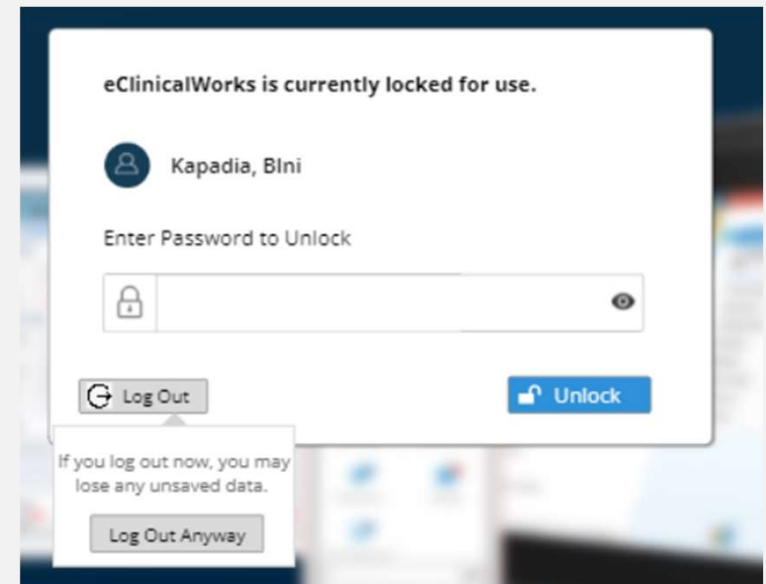 eClinicalWorks is currently locked for use.
Kapadia, BIni
Enter Password to Unlock
Log Out
Unlock
If you log out now, you may
lose any unsaved data.
Log Out Anyway